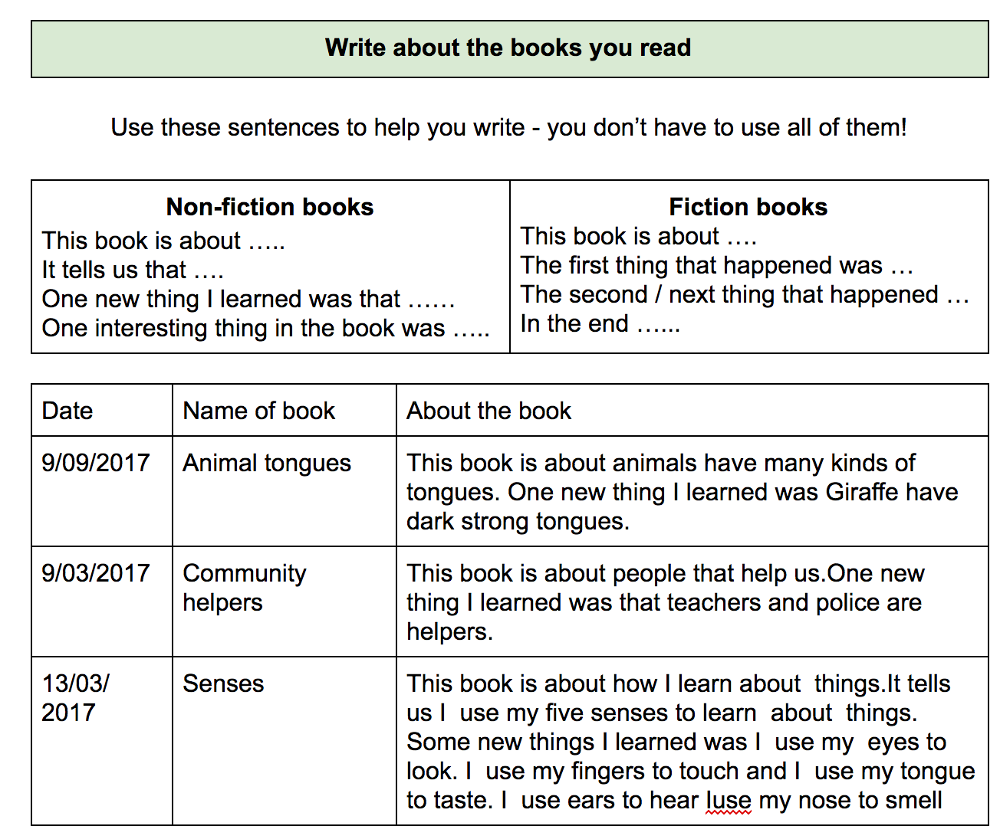 Write about the books you read
Use these sentences to help you write - you don’t have to use all of them!
Non-fiction books
This book is about …..
It tells us that ….
One new thing I learned was that ……
One interesting thing in the book was …..
Fiction books
This book is about ….
The first thing that happened was …
The second / next thing that happened …
In the end …...
Date
Name of book
About the book
9/09/2017
Animal tongues
This book is about animals have many kinds of
tongues. One new thing I learned was Giraffe have
dark strong tongues.
9/03/2017
Community
helpers
This book is about people that help us.One new
thing I learned was that teachers and police are
helpers.
13/03/
2017
Senses
This book is about how I learn about  things.It tells
us I  use my five senses to learn  about  things.
Some new things I learned was I  use my  eyes to
look. I  use my fingers to touch and I  use my tongue
to taste. I  use ears to hear Iuse my nose to smell